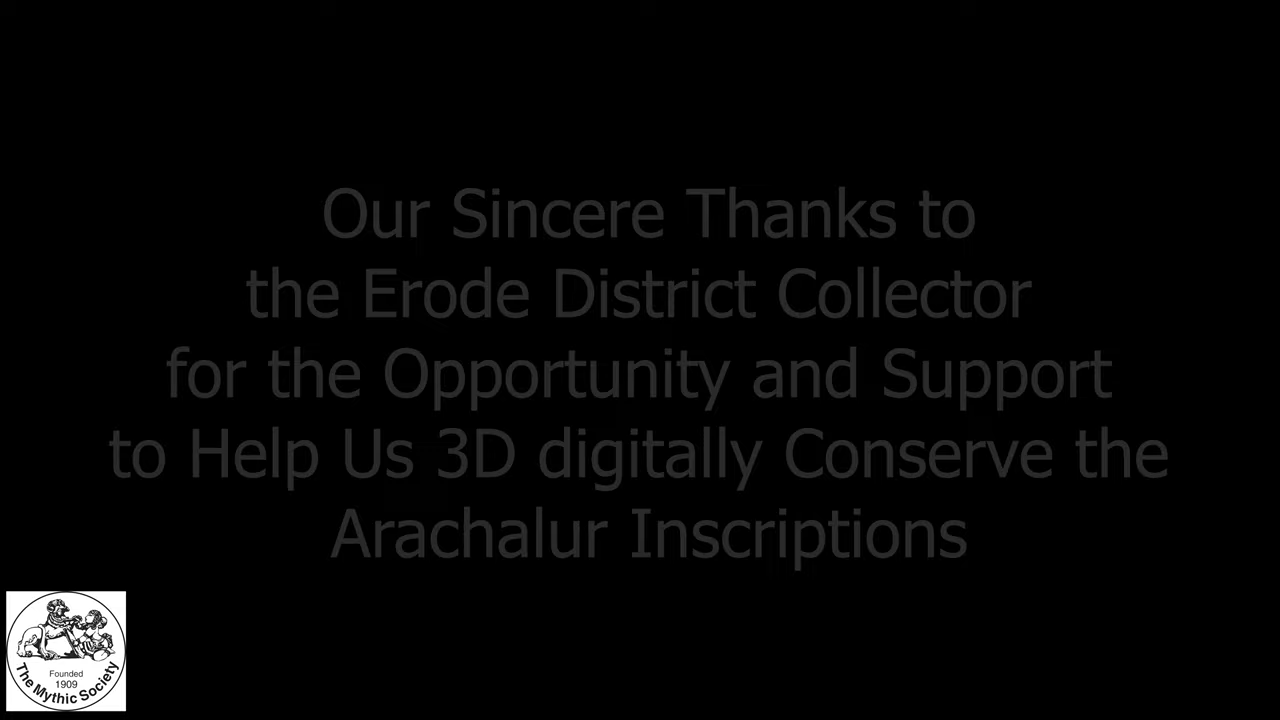 Our Sincere Thanks to
the Erode District Collector
for the Opportunity and Support
to Help Us 3D digitally Conserve the
Arachalur Inscriptions
Founded
1909
The Mythic Society